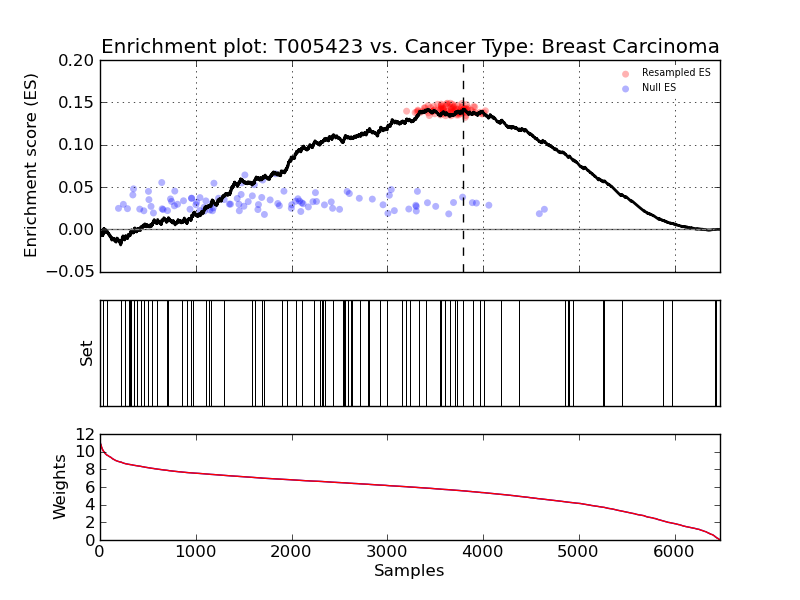 Enrichment plot: T005423 vs. Cancer Type: Breast Carcinoma
Enrichment score (ES)
0.20
0.15
0.10
0.05
0.00
−0.05
Resampled ES
Null ES
Set
Weights
12
10
8
6
4
2
0
0 1000 2000 3000 4000 5000 6000
Samples